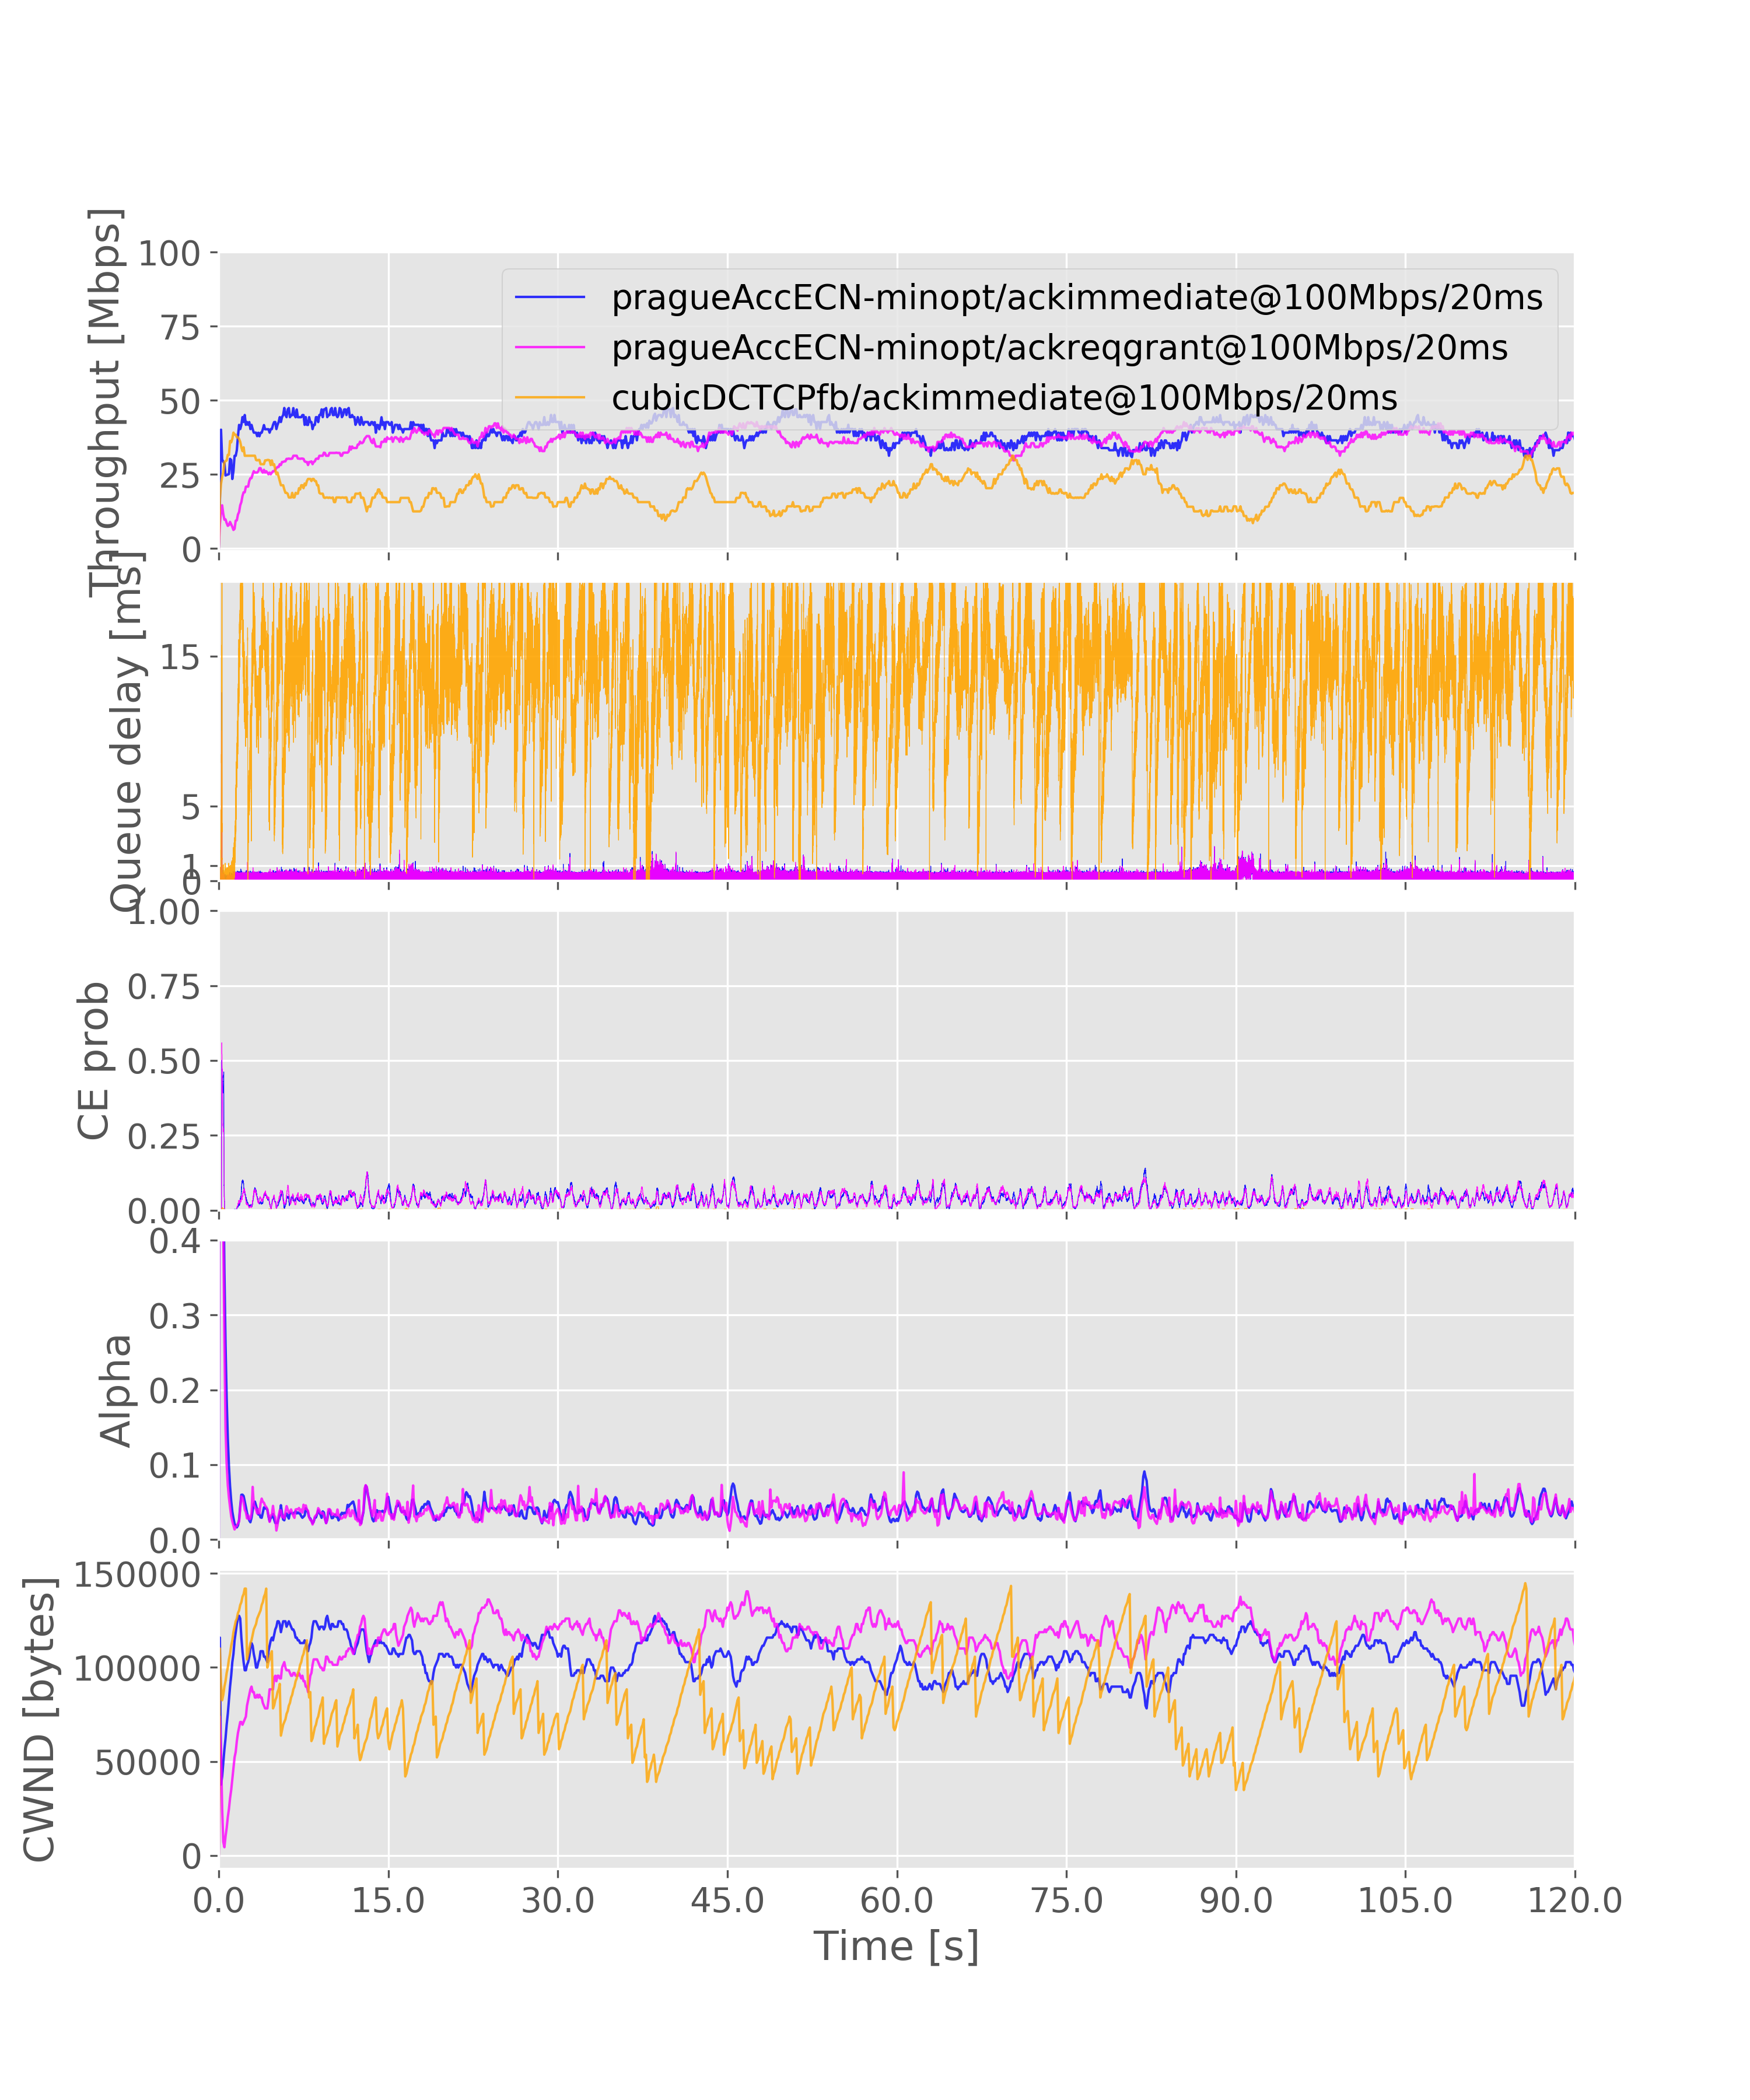 Throughput [Mbps]
100
75
50
25
0
pragueAccECN-minopt/ackimmediate@100Mbps/20ms
pragueAccECN-minopt/ackreqgrant@100Mbps/20ms
cubicDCTCPfb/ackimmediate@100Mbps/20ms
Queue delay [ms]
15
5
1
0
CE prob
1.00
0.75
0.50
0.25
0.00
Alpha
0.4
0.3
0.2
0.1
0.0
CWND [bytes]
150000
100000
50000
0
0.0 15.0 30.0 45.0 60.0 75.0 90.0 105.0 120.0
Time [s]